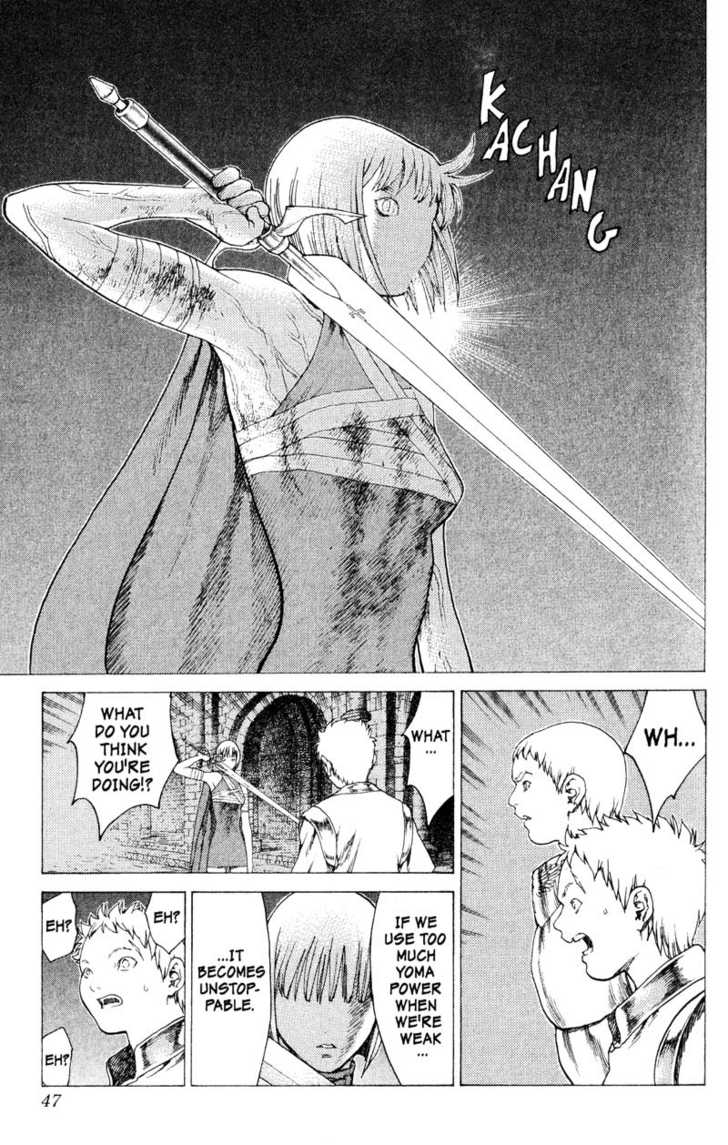 KACHANG
WH...
WHAT
...
WHAT
DO YOU
THINK
YOU'RE
DOING!?
IF WE
USE TOO
MUCH
YOMA
POWER
WHEN
WE'RE
WEAK
...
...IT
BECOMES
UNSTOP-
PABLE.
EH?
EH?
EH?
47